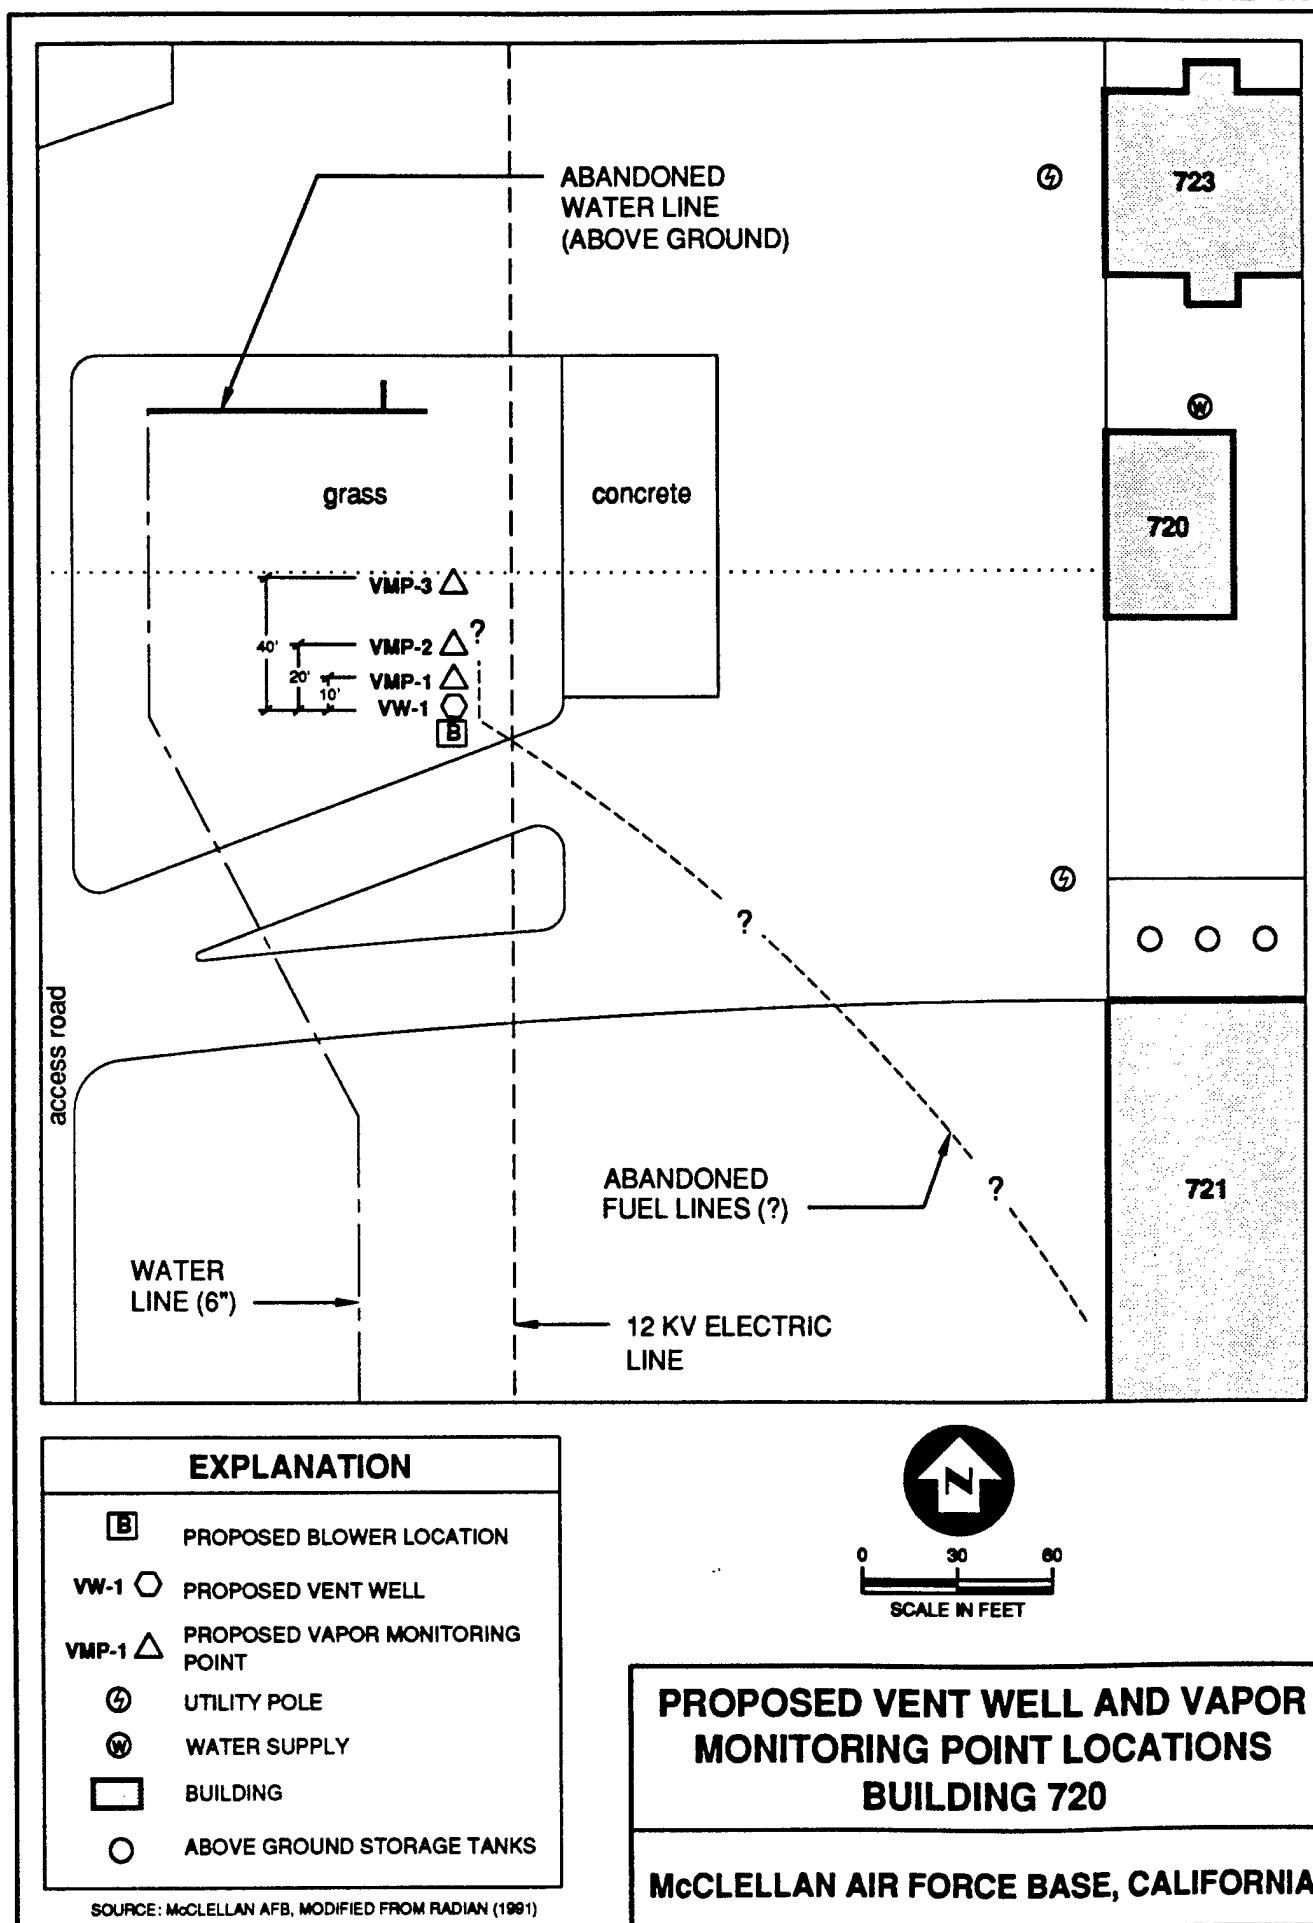 ABANDONED
WATER LINE
(ABOVE GROUND)
723
W
grass
concrete
720
VMP-3
?
40'
VMP-2
20'
VMP-1
10'
VW-1
B
?
access road
ABANDONED
FUEL LINES (?)
?
721
WATER
LINE (6")
12 KV ELECTRIC
LINE
EXPLANATION
B PROPOSED BLOWER LOCATION
VW-1 PROPOSED VENT WELL
VMP-1 PROPOSED VAPOR MONITORING
POINT
UTILITY POLE
W WATER SUPPLY
BUILDING
ABOVE GROUND STORAGE TANKS
SOURCE: McCLELLAN AFB, MODIFIED FROM RADIAN (1991)
N
0 30 60
SCALE IN FEET
PROPOSED VENT WELL AND VAPOR
MONITORING POINT LOCATIONS
BUILDING 720
McCLELLAN AIR FORCE BASE, CALIFORNIA